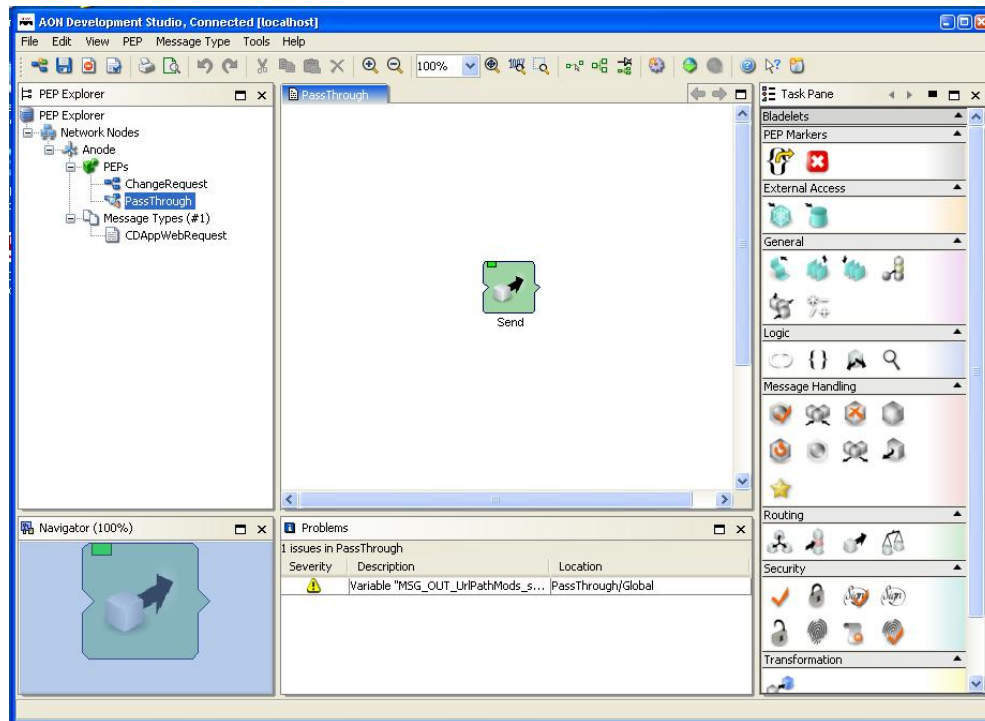 AON Development Studio, Connected [localhost]
File Edit View PEP Message Type Tools Help
100%
PEP Explorer
PEP Explorer
Network Nodes
Anode
PEPs
ChangeRequest
PassThrough
Message Types (#1)
CDAppWebRequest
PassThrough
Send
Task Pane
Bladelets
PEP Markers
External Access
General
Logic
Message Handling
Routing
Security
Sign Sign
Transformation
Navigator (100%)
Problems
1 issues in PassThrough
Severity Description Location
Variable "MSG_OUT_UrlPathMods_s... PassThrough/Global